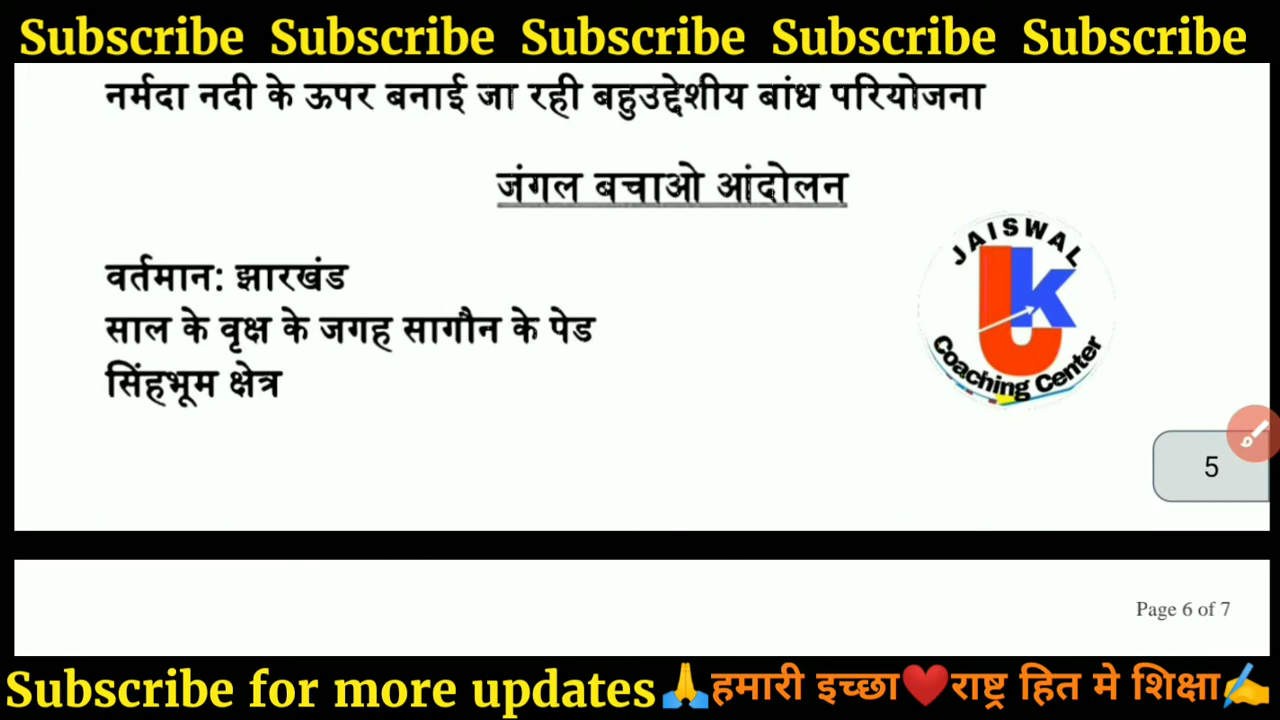 Subscribe Subscribe Subscribe Subscribe Subscribe
नर्मदा नदी के ऊपर बनाई जा रही बहुउद्देशीय बांध परियोजना
जंगल बचाओ आंदोलन
वर्तमान: झारखंड
साल के वृक्ष के जगह सागौन के पेड
सिंहभूम क्षेत्र
JAISWAL
JK
Coaching Center
5
Page 6 of 7
Subscribe for more updates🙏हमारी इच्छा❤️राष्ट्र हित मे शिक्षा✍️